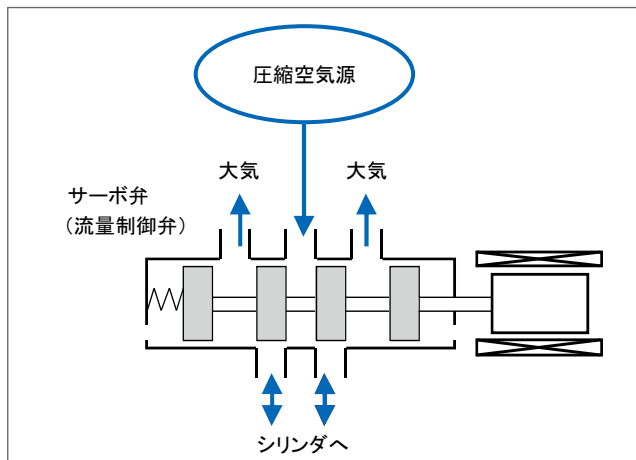 圧縮空気源
大気
大気
サーボ弁
(流量制御弁)
シリンダへ